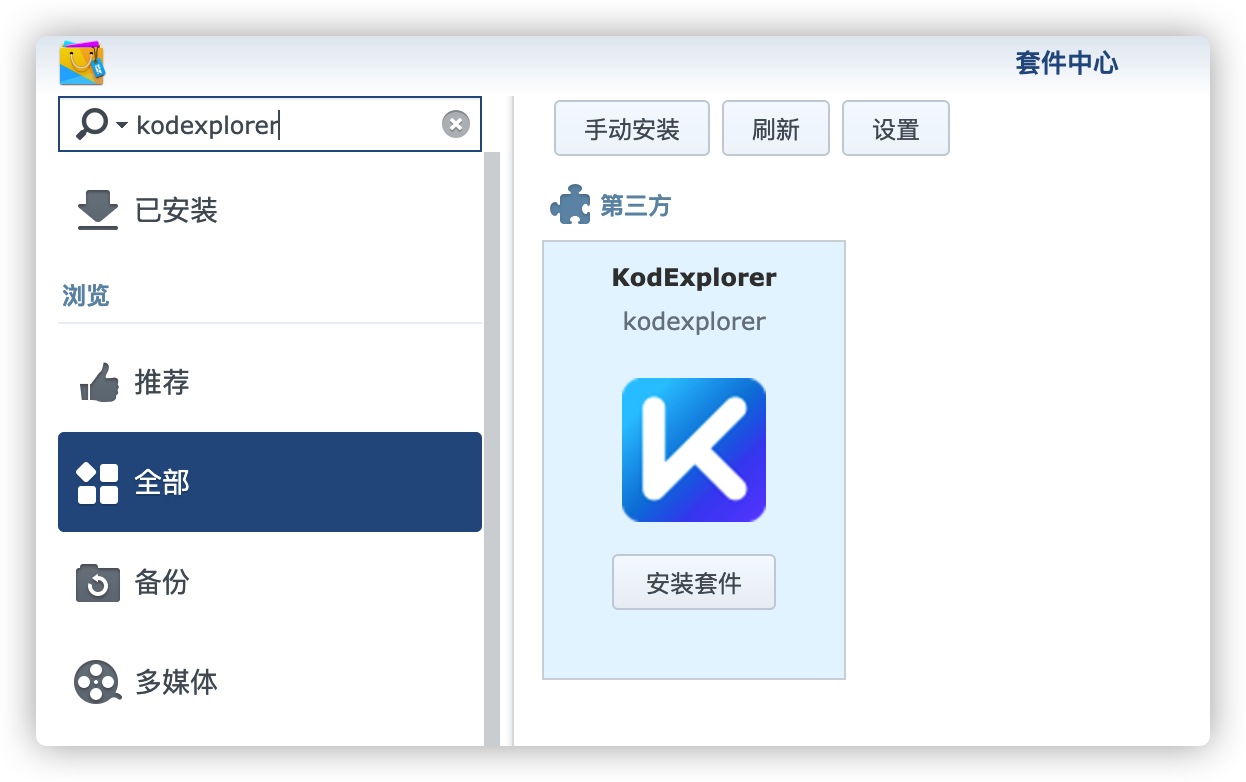 套件中心
kodexplorer
已安装
浏览
推荐
全部
备份
多媒体
手动安装
刷新
设置
第三方
KodExplorer
kodexplorer
安装套件